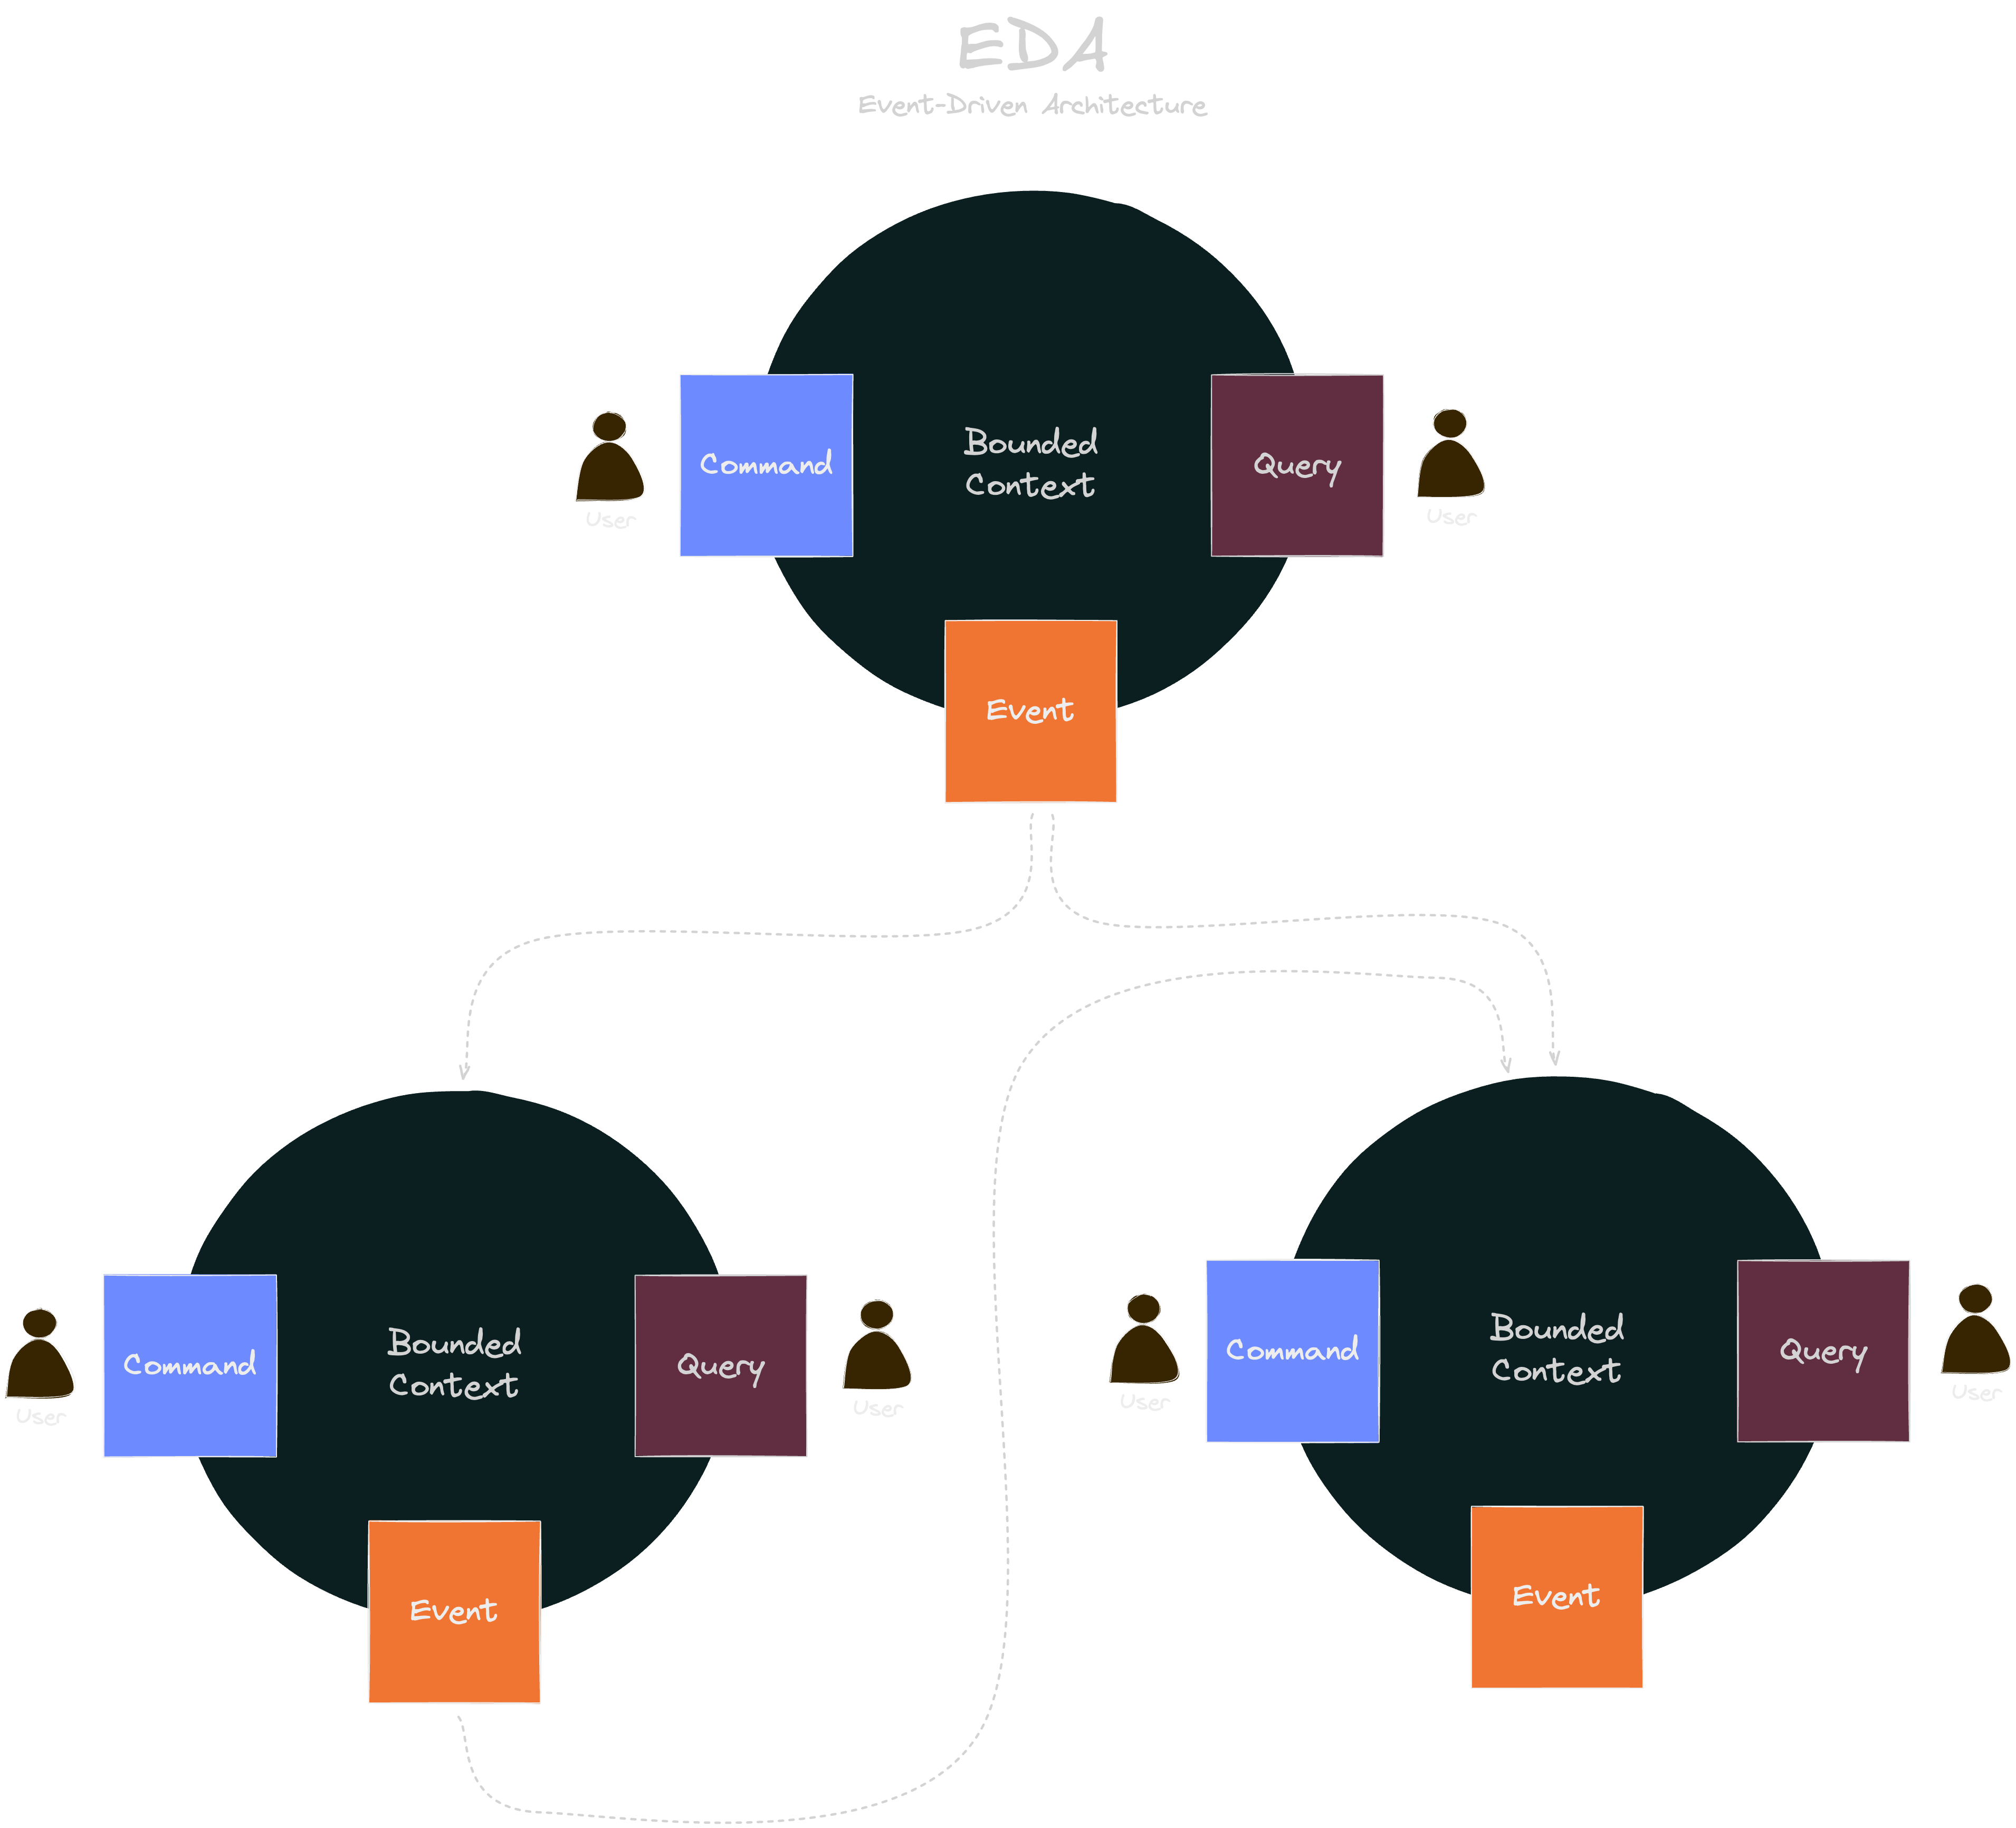 EDA
Event-Driven Architecture
Command
Bounded
Context
Query
User
User
Event
Command
Bounded
Context
Query
User
User
Event
Command
Bounded
Context
Query
User
User
Event